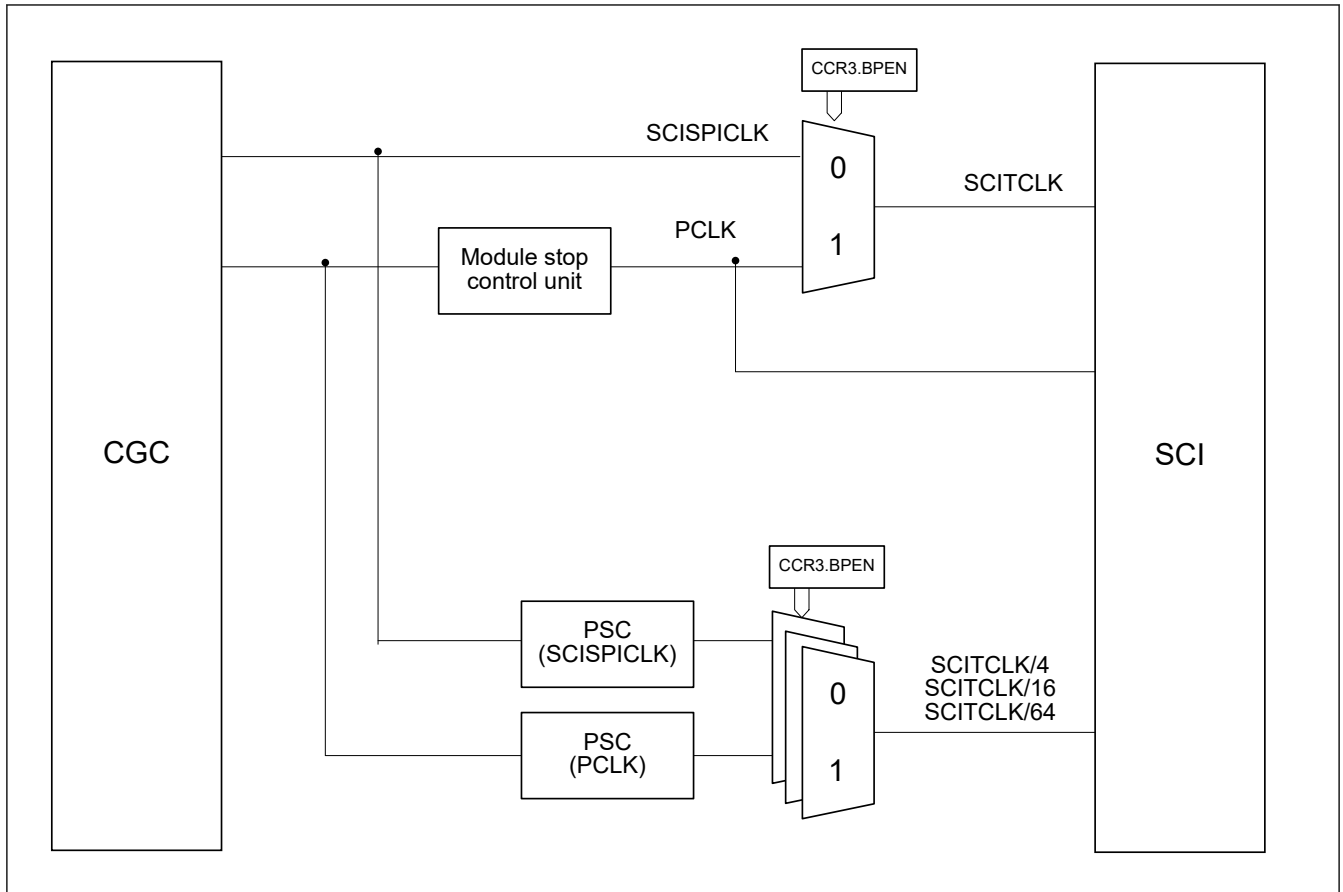 CCR3.BPEN
SCISPICLK
0
SCITCLK
PCLK
1
Module stop
control unit
CGC
SCI
CCR3.BPEN
PSC
(SCISPICLK)
SCITCLK/4
SCITCLK/16
SCITCLK/64
0
PSC
(PCLK)
1